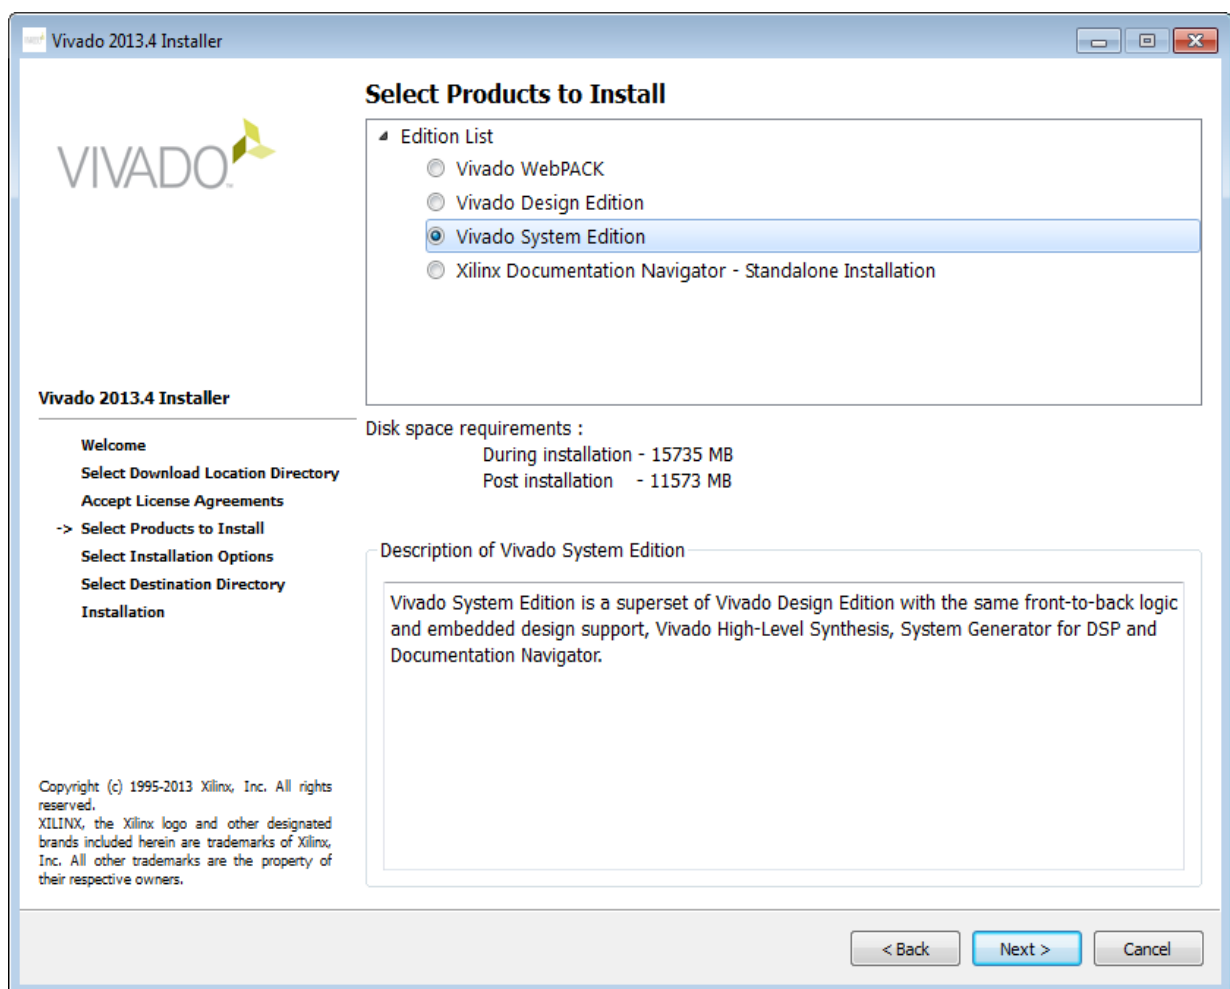 Vivado 2013.4 Installer
VIVADO
Select Products to Install
Edition List
Vivado WebPACK
Vivado Design Edition
Vivado System Edition
Xilinx Documentation Navigator - Standalone Installation
Vivado 2013.4 Installer
Welcome
Select Download Location Directory
Accept License Agreements
-> Select Products to Install
Select Installation Options
Select Destination Directory
Installation
Disk space requirements :
During installation - 15735 MB
Post installation - 11573 MB
Description of Vivado System Edition
Vivado System Edition is a superset of Vivado Design Edition with the same front-to-back logic
and embedded design support, Vivado High-Level Synthesis, System Generator for DSP and
Documentation Navigator.
Copyright (c) 1995-2013 Xilinx, Inc. All rights
reserved.
XILINX, the Xilinx logo and other designated
brands included herein are trademarks of Xilinx,
Inc. All other trademarks are the property of
their respective owners.
< Back
Next >
Cancel